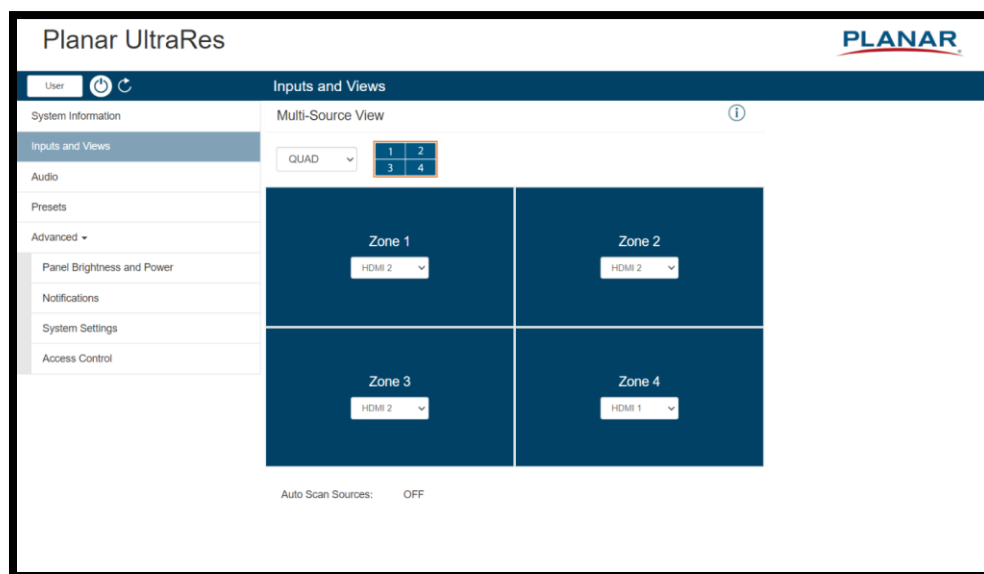 Planar UltraRes
PLANAR
User
Inputs and Views
System Information
Multi-Source View
Inputs and Views
QUAD
1 2
3 4
Audio
Presets
Advanced
Panel Brightness and Power
Notifications
System Settings
Access Control
Zone 1
HDMI 2
Zone 2
HDMI 2
Zone 3
HDMI 2
Zone 4
HDMI 1
Auto Scan Sources: OFF